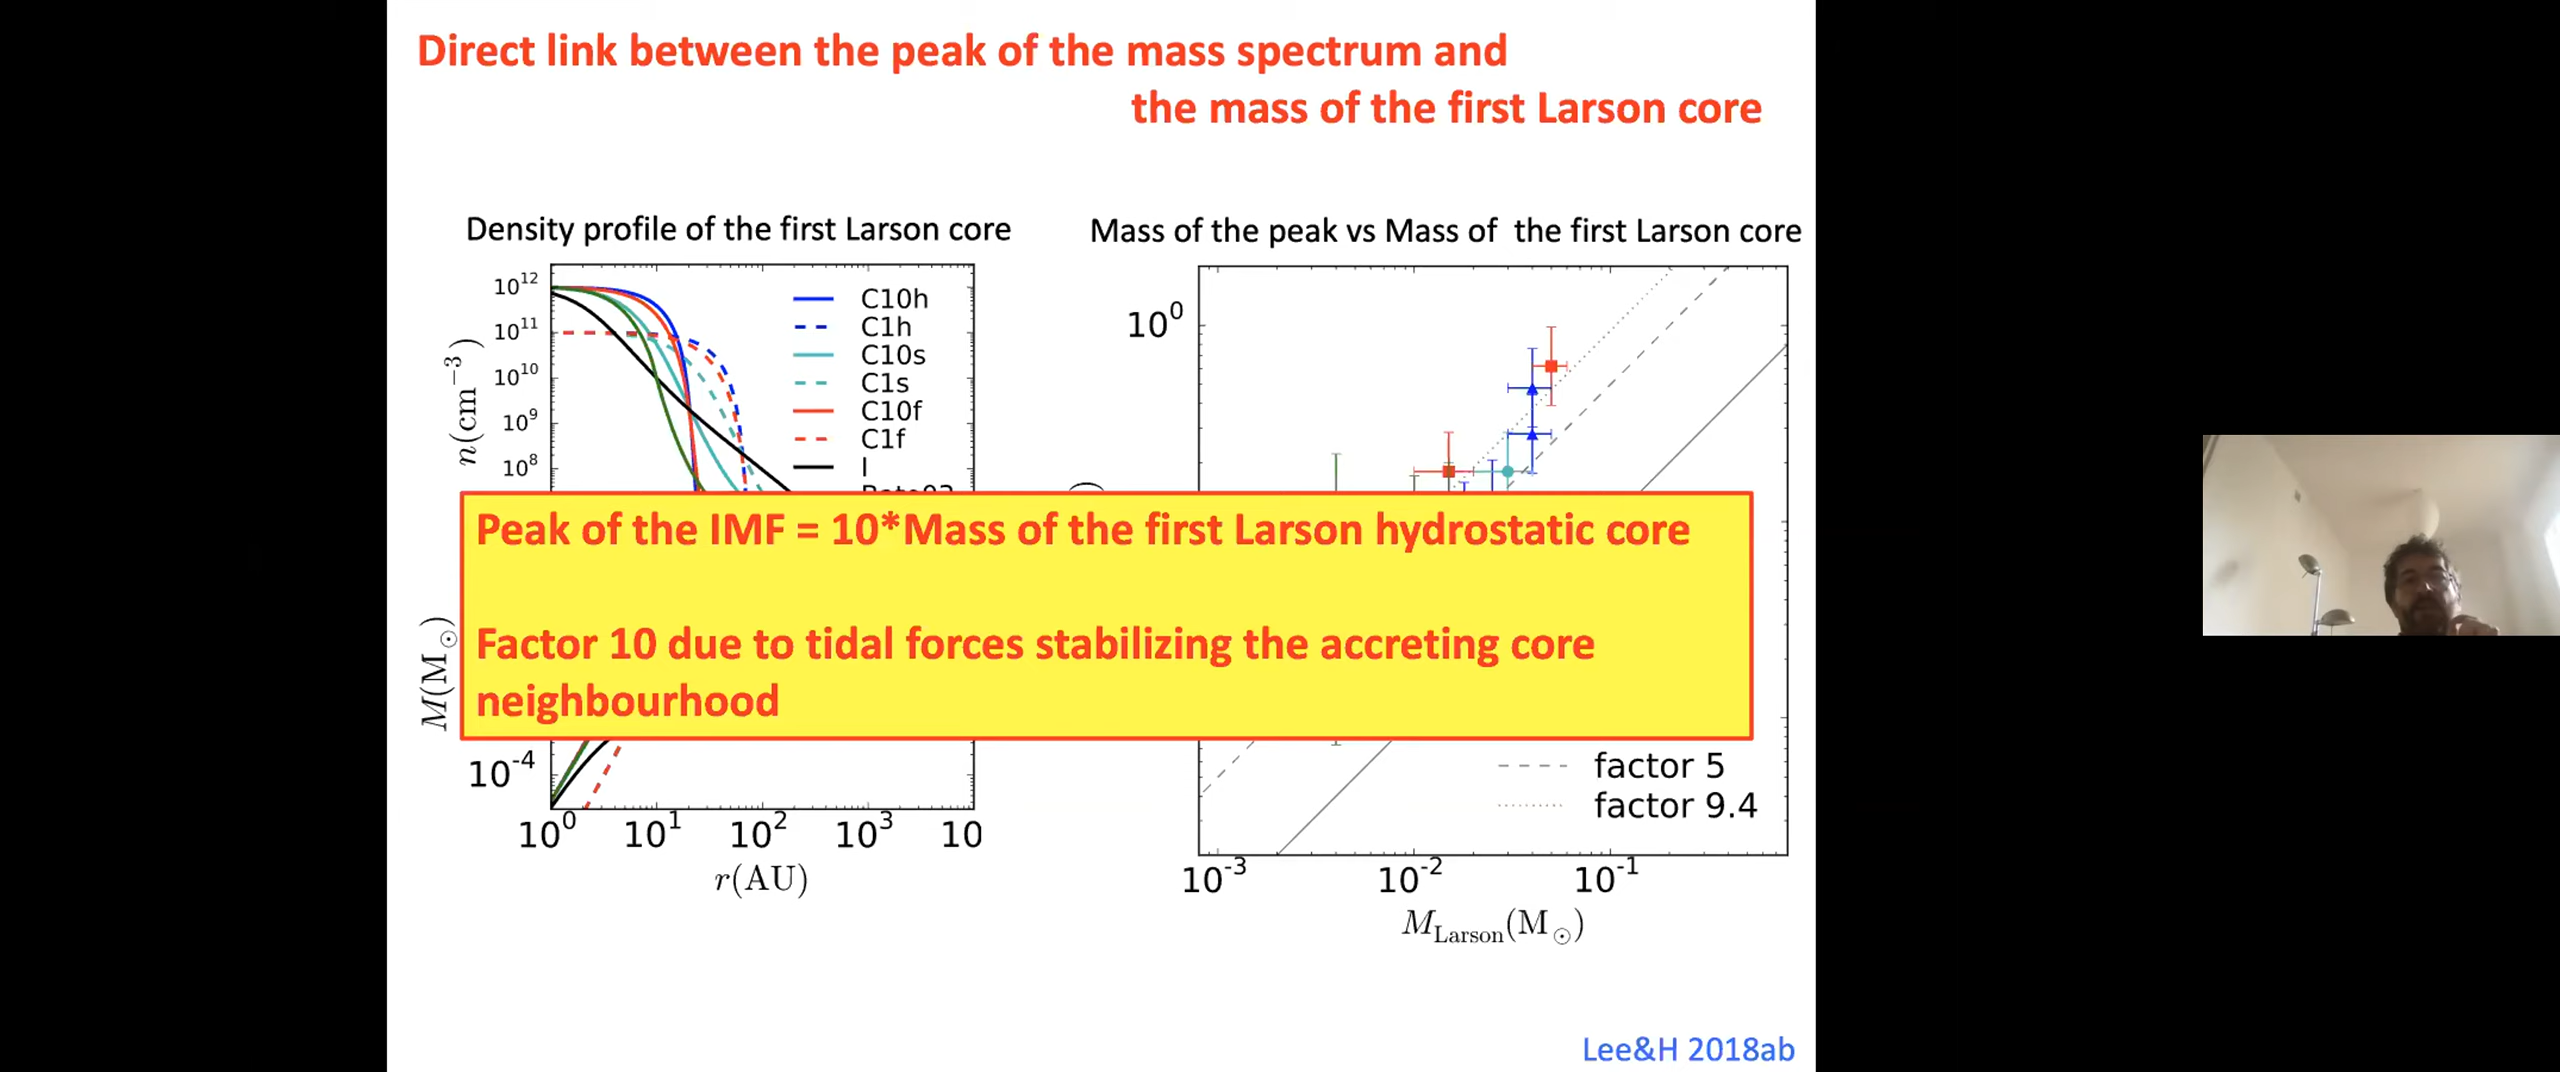 Direct link between the peak of the mass spectrum and
the mass of the first Larson core
Density profile of the first Larson core
10^12
10^11
10^10
10^9
10^8
n(cm^-3)
C10h
C1h
C10s
C1s
C10f
C1f
I
M(M_⊙)
10^-4
10^0 10^1 10^2 10^3 10
r(AU)
Mass of the peak vs Mass of the first Larson core
10^0
factor 5
factor 9.4
10^-3 10^-2 10^-1
M_Larson(M_⊙)
Peak of the IMF = 10*Mass of the first Larson hydrostatic core
Factor 10 due to tidal forces stabilizing the accreting core
neighbourhood
Lee&H 2018ab